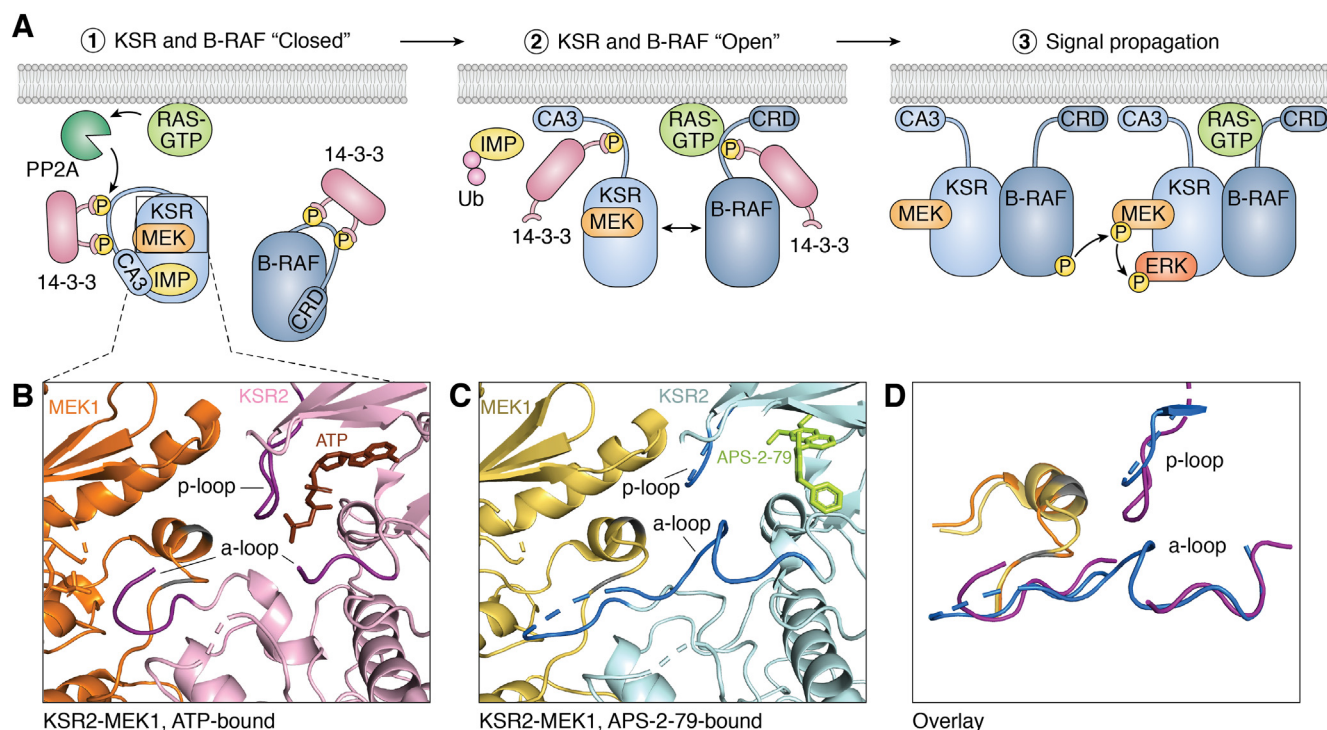 A
① KSR and B-RAF “Closed”
② KSR and B-RAF “Open”
③ Signal propagation
PP2A
RAS-
GTP
14-3-3
P
P
KSR
MEK
CA3
IMP
14-3-3
P
P
B-RAF
CRD
CA3
RAS-
GTP
CRD
IMP
Ub
P
P
KSR
MEK
B-RAF
14-3-3
14-3-3
CA3
CRD
CA3
RAS-
GTP
CRD
KSR
B-RAF
MEK
P
KSR
B-RAF
MEK
P
ERK
P
B
MEK1
KSR2
ATP
p-loop
a-loop
KSR2-MEK1, ATP-bound
C
MEK1
KSR2
APS-2-79
p-loop
a-loop
KSR2-MEK1, APS-2-79-bound
D
p-loop
a-loop
Overlay